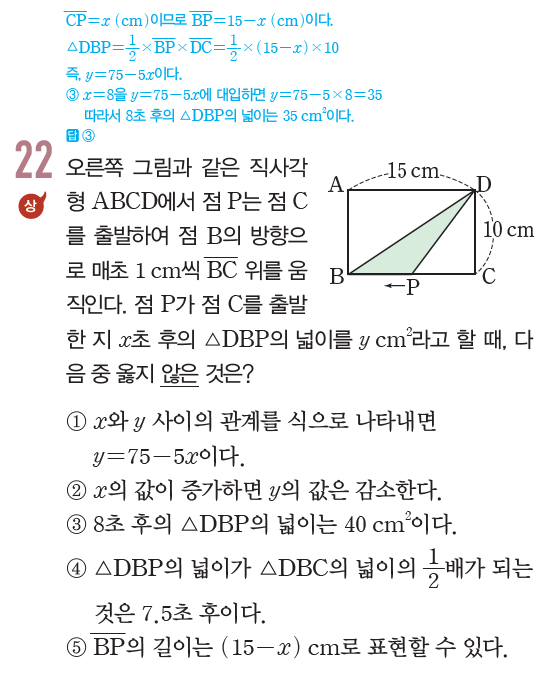 CP=x (cm)이므로 BP=15-x (cm)이다.
△DBP=1/2×BP×DC=1/2×(15-x)×10
즉, y=75-5x이다.
③ x=8을 y=75-5x에 대입하면 y=75-5×8=35
따라서 8초 후의 △DBP의 넓이는 35 cm²이다.
답 ③
22
상
오른쪽 그림과 같은 직사각
형 ABCD에서 점 P는 점 C
를 출발하여 점 B의 방향으
로 매초 1 cm씩 BC 위를 움
직인다. 점 P가 점 C를 출발
한 지 x초 후의 △DBP의 넓이를 y cm²라고 할 때, 다
음 중 옳지 않은 것은?
A 15 cm D
10 cm
B ←P C
① x와 y 사이의 관계를 식으로 나타내면
y=75-5x이다.
② x의 값이 증가하면 y의 값은 감소한다.
③ 8초 후의 △DBP의 넓이는 40 cm²이다.
④ △DBP의 넓이가 △DBC의 넓이의 1/2배가 되는
것은 7.5초 후이다.
⑤ BP의 길이는 (15-x) cm로 표현할 수 있다.